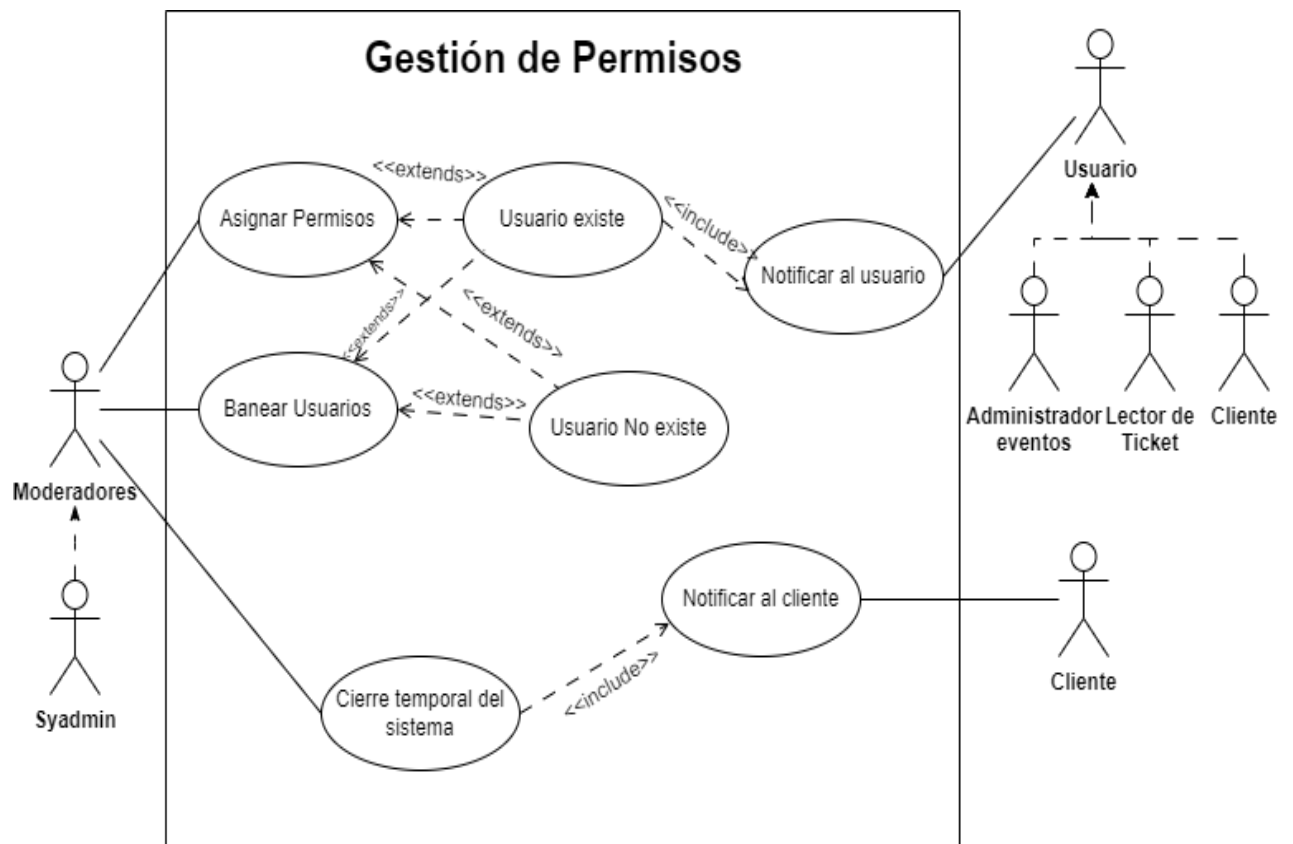 Gestión de Permisos
Usuario
<<extends>>
Asignar Permisos
Usuario existe
<<include>>
Notificar al usuario
<<extends>>
<<extends>>
Administrador
eventos
Lector de
Ticket
Cliente
Banear Usuarios
<<extends>>
Usuario No existe
Moderadores
Notificar al cliente
Cliente
Cierre temporal del
sistema
<<include>>
Syadmin